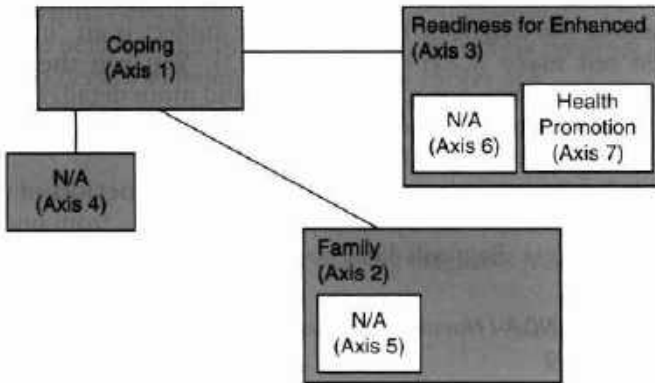 Coping
(Axis 1)
Readiness for Enhanced
(Axis 3)
N/A
(Axis 6)
Health
Promotion
(Axis 7)
N/A
(Axis 4)
Family
(Axis 2)
N/A
(Axis 5)